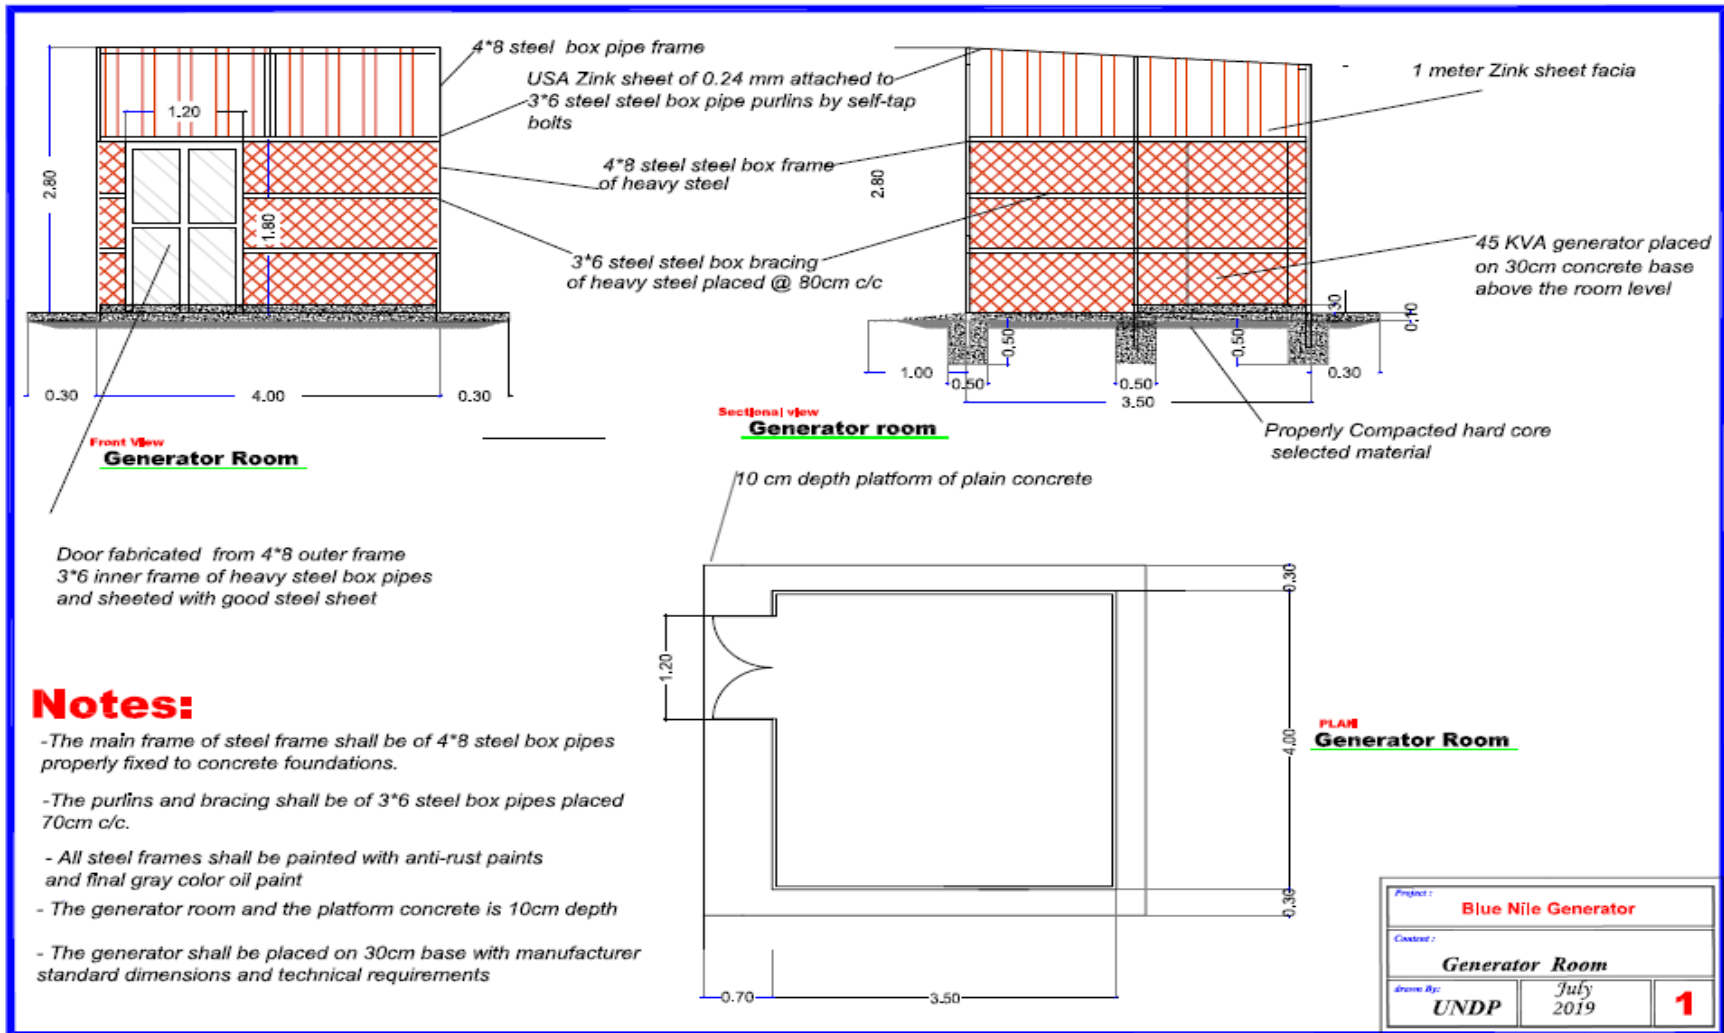 4*8 steel  box pipe frame
USA Zink sheet of 0.24 mm attached to
3*6 steel steel box pipe purlins by self-tap
bolts
4*8 steel steel box frame
of heavy steel
3*6 steel steel box bracing
of heavy steel placed @ 80cm c/c
1.20
2.80
1.80
0.30
4.00
0.30
Front View
Generator Room
1 meter Zink sheet facia
2.80
45 KVA generator placed
on 30cm concrete base
above the room level
0.10
0.50
0.50
1.00
0.50
0.50
0.30
3.50
Sectional view
Generator room
Properly Compacted hard core
selected material
Door fabricated  from 4*8 outer frame
3*6 inner frame of heavy steel box pipes
and sheeted with good steel sheet
10 cm depth platform of plain concrete
0.30
1.20
4.00
0.30
0.70
3.50
PLAN
Generator Room
Notes:
-The main frame of steel frame shall be of 4*8 steel box pipes
properly fixed to concrete foundations.
-The purlins and bracing shall be of 3*6 steel box pipes placed
70cm c/c.
- All steel frames shall be painted with anti-rust paints
and final gray color oil paint
- The generator room and the platform concrete is 10cm depth
- The generator shall be placed on 30cm base with manufacturer
standard dimensions and technical requirements
Project :
Blue Nile Generator
Content :
Generator  Room
drawn By:
UNDP
July
2019
1